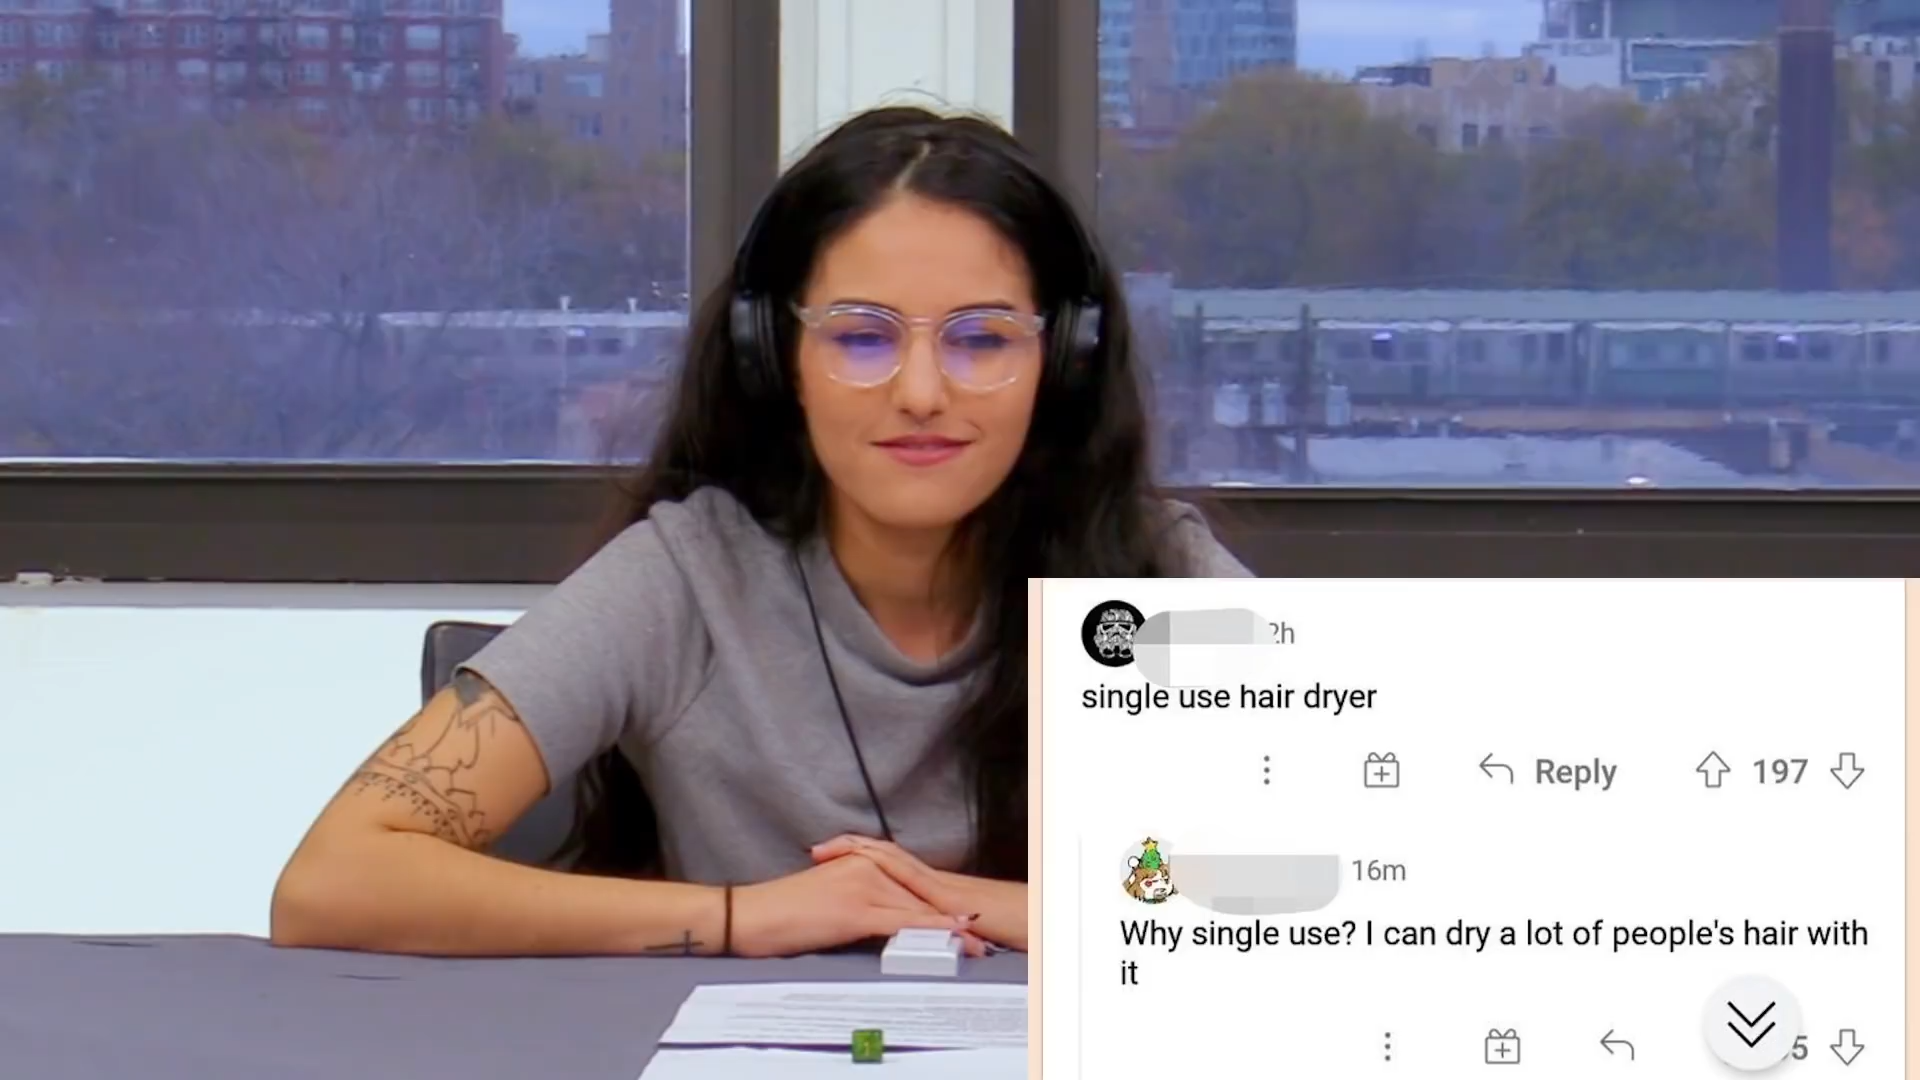 2h
single use hair dryer
Reply 197
16m
Why single use? I can dry a lot of people's hair with
it
5